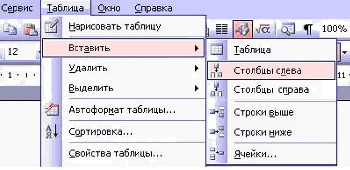 Сервис Таблица Окно Справка
100%
12
Нарисовать таблицу
Вставить
Удалить
Выделить
Автоформат таблицы...
Сортировка...
Свойства таблицы...
Таблица
Столбцы слева
Столбцы справа
Строки выше
Строки ниже
Ячейки...